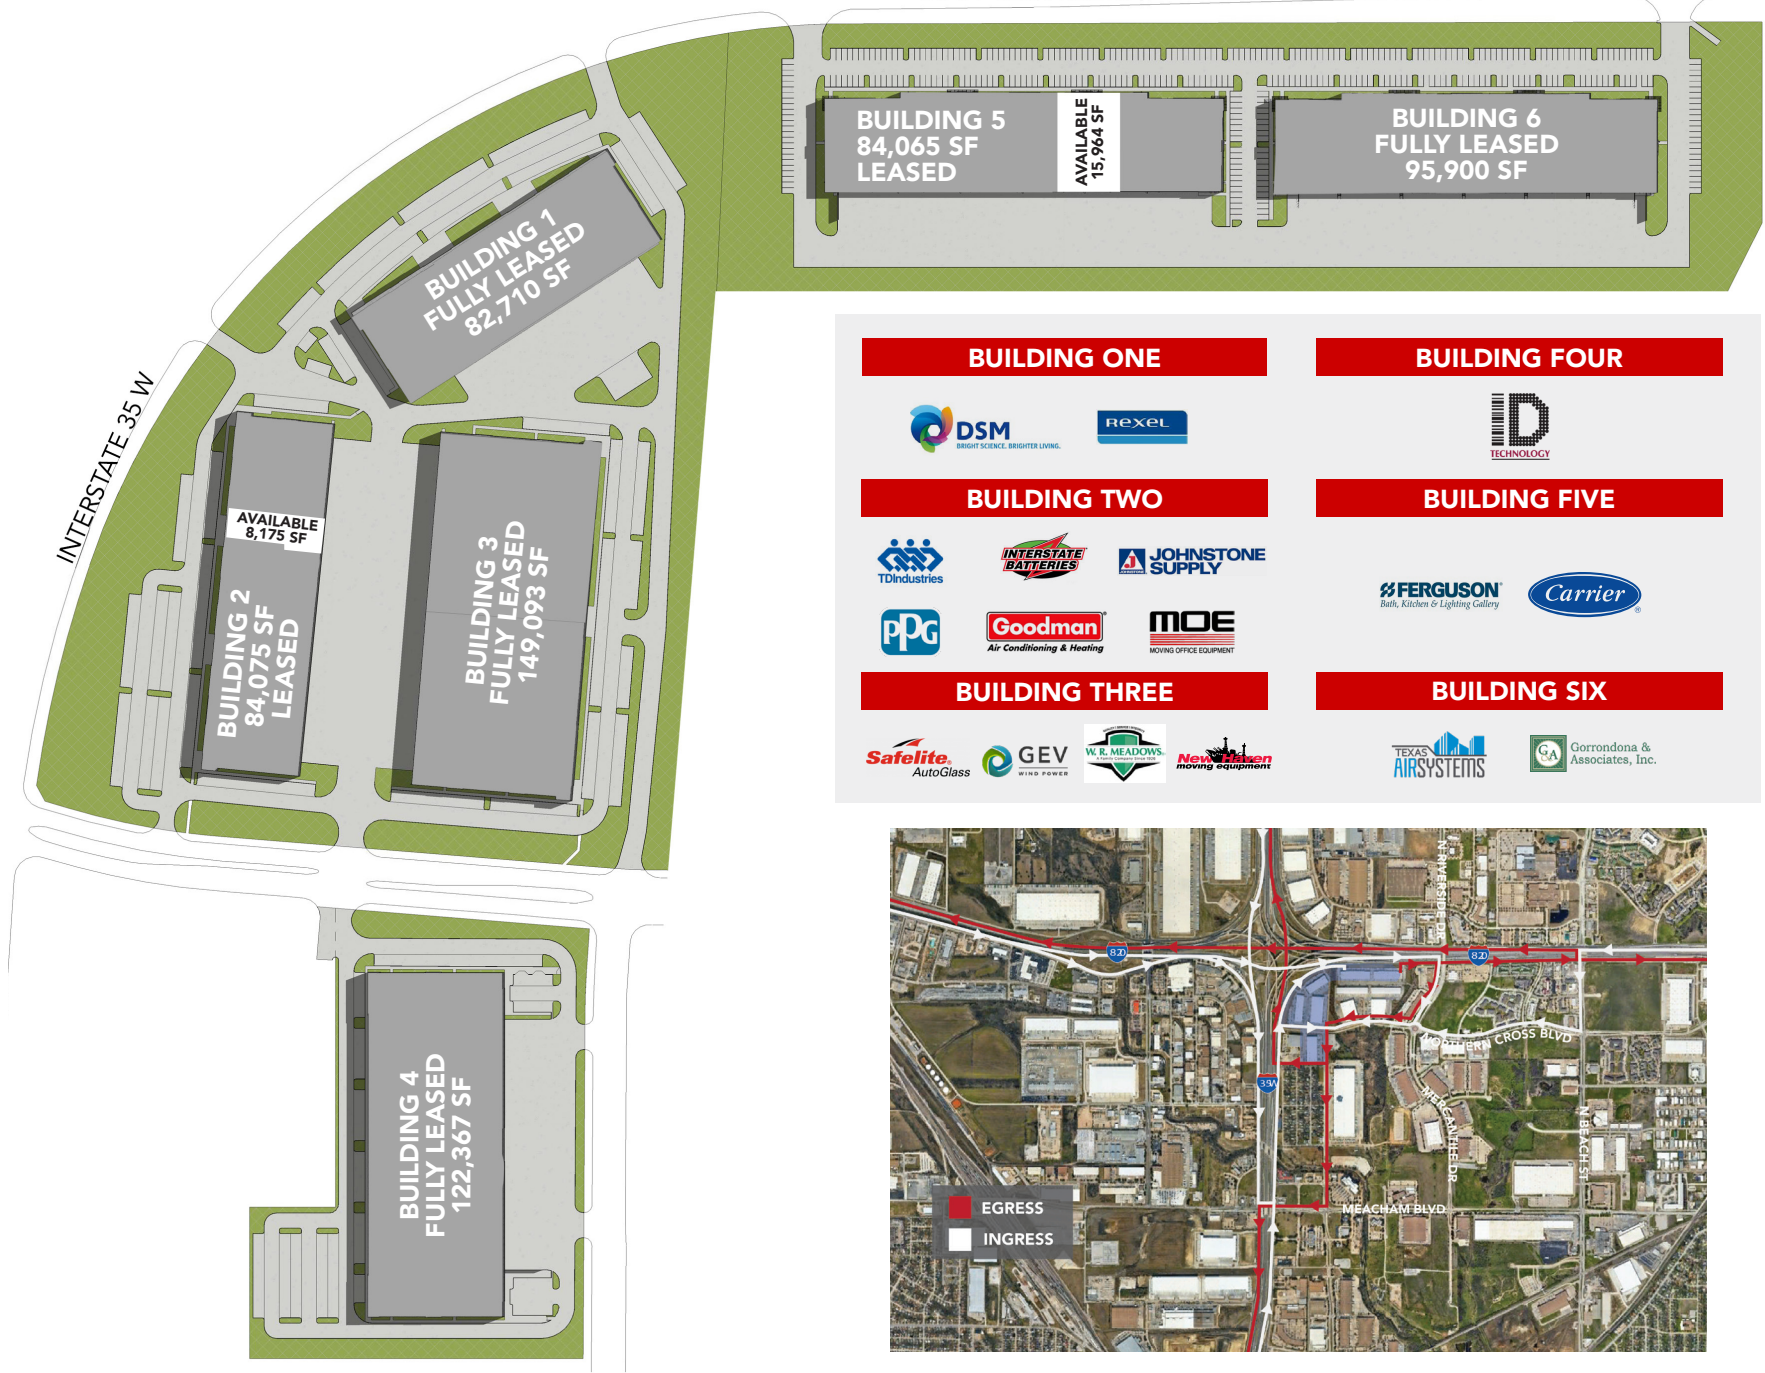 BUILDING 5
84,065 SF
LEASED
AVAILABLE
15,964 SF
BUILDING 6
FULLY LEASED
95,900 SF
BUILDING 1
FULLY LEASED
82,710 SF
INTERSTATE 35 W
AVAILABLE
8,175 SF
BUILDING 2
84,075 SF
LEASED
BUILDING 3
FULLY LEASED
149,093 SF
BUILDING 4
FULLY LEASED
122,367 SF
BUILDING ONE
DSM
BRIGHT SCIENCE. BRIGHTER LIVING.
REXEL
BUILDING TWO
TDIndustries
INTERSTATE
BATTERIES
JOHNSTONE
SUPPLY
PPG
Goodman
Air Conditioning & Heating
MOE
MOVING OFFICE EQUIPMENT
BUILDING THREE
Safelite
AutoGlass
GEV
WIND POWER
W. R. MEADOWS
A Family Company Since 1926
New Haven
moving equipment
BUILDING FOUR
ID
TECHNOLOGY
BUILDING FIVE
FERGUSON
Bath, Kitchen & Lighting Gallery
Carrier
BUILDING SIX
TEXAS
AIRSYSTEMS
G&A
Gorrondona &
Associates, Inc.
N RIVERSIDE DR
820
820
NORTHERN CROSS BLVD
35W
MERCANTILE DR
N BEACH ST
MEACHAM BLVD
EGRESS
INGRESS